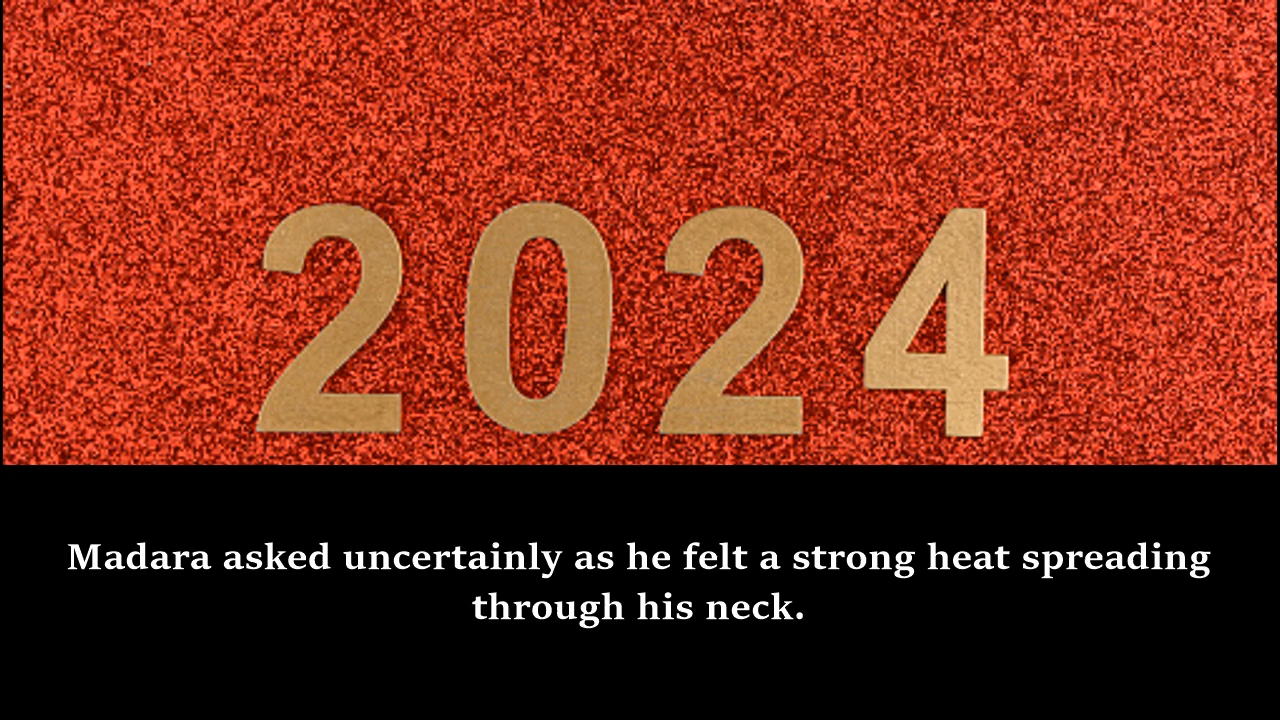 2024
Madara asked uncertainly as he felt a strong heat spreading
through his neck.